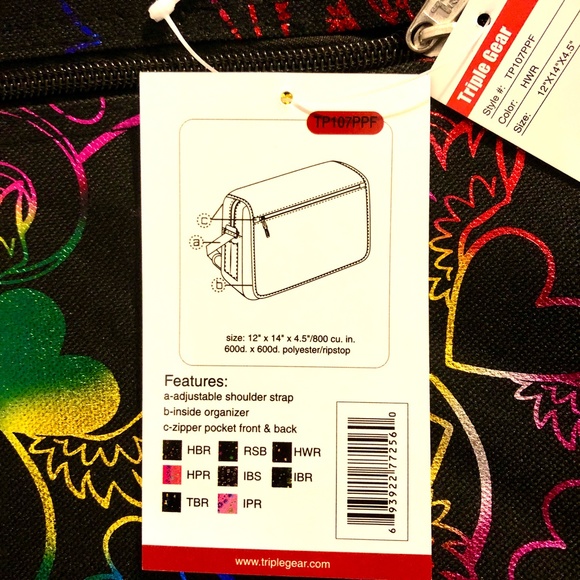 Triple Gear
Style #: TP107PPF
Color: HWR
Size: 12"X14"X4.5"
TP107PPF
c
a
b
size: 12" x 14" x 4.5"/800 cu. in.
600d. x 600d. polyester/ripstop
Features:
a-adjustable shoulder strap
b-inside organizer
c-zipper pocket front & back
HBR RSB HWR
HPR IBS IBR
TBR IPR
6 93922 77256 0
www.triplegear.com